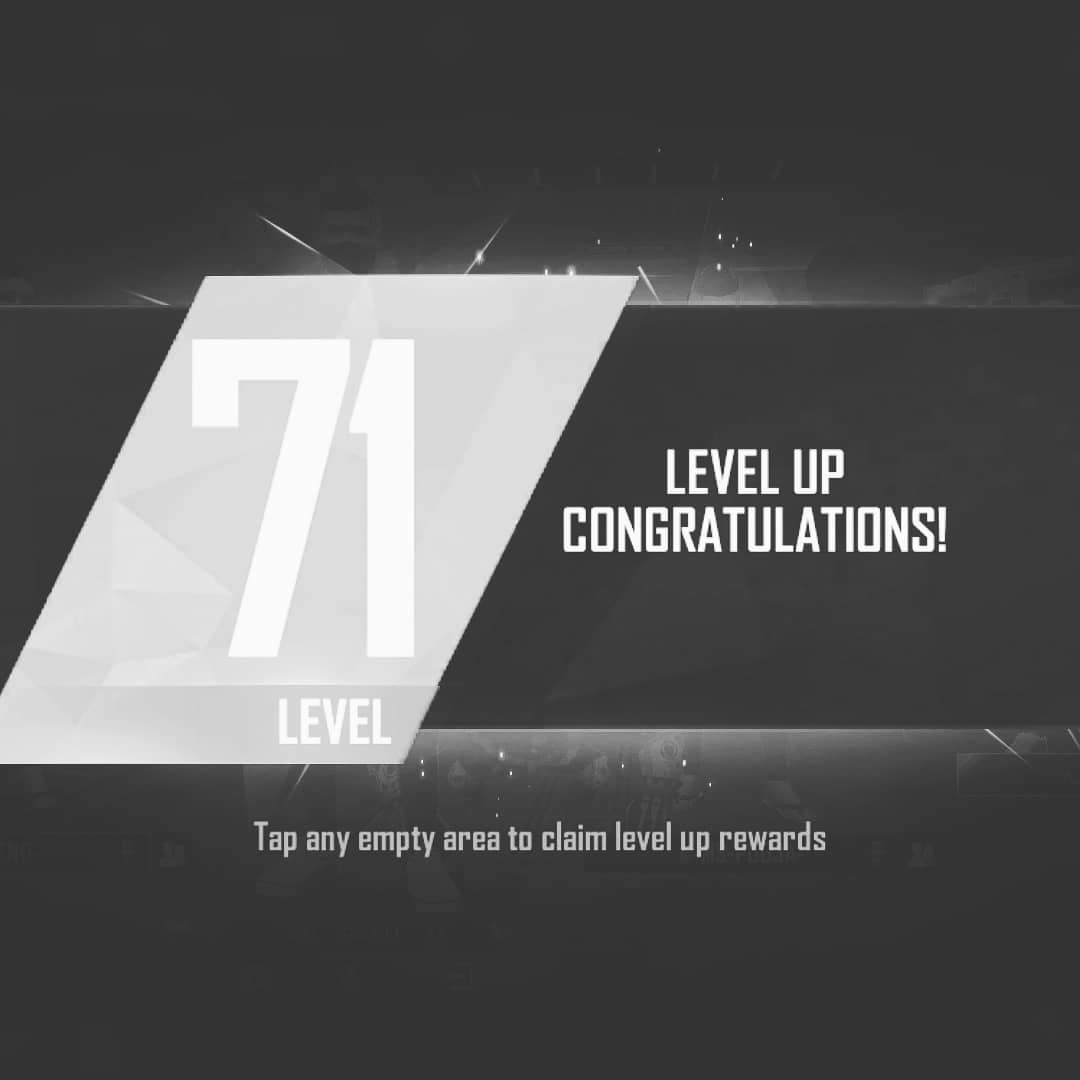 71
LEVEL
LEVEL UP
CONGRATULATIONS!
Tap any empty area to claim level up rewards